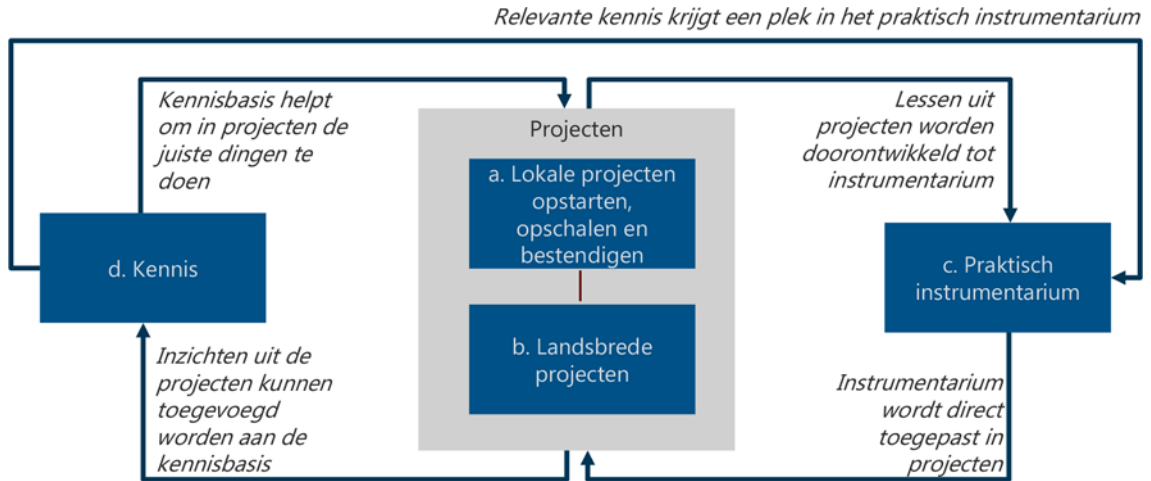 Relevante kennis krijgt een plek in het praktisch instrumentarium
Kennisbasis helpt
om in projecten de
juiste dingen te
doen
Projecten
a. Lokale projecten
opstarten,
opschalen en
bestendigen
Lessen uit
projecten worden
doorontwikkeld tot
instrumentarium
d. Kennis
c. Praktisch
instrumentarium
b. Landsbrede
projecten
Inzichten uit de
projecten kunnen
toegevoegd
worden aan de
kennisbasis
Instrumentarium
wordt direct
toegepast in
projecten